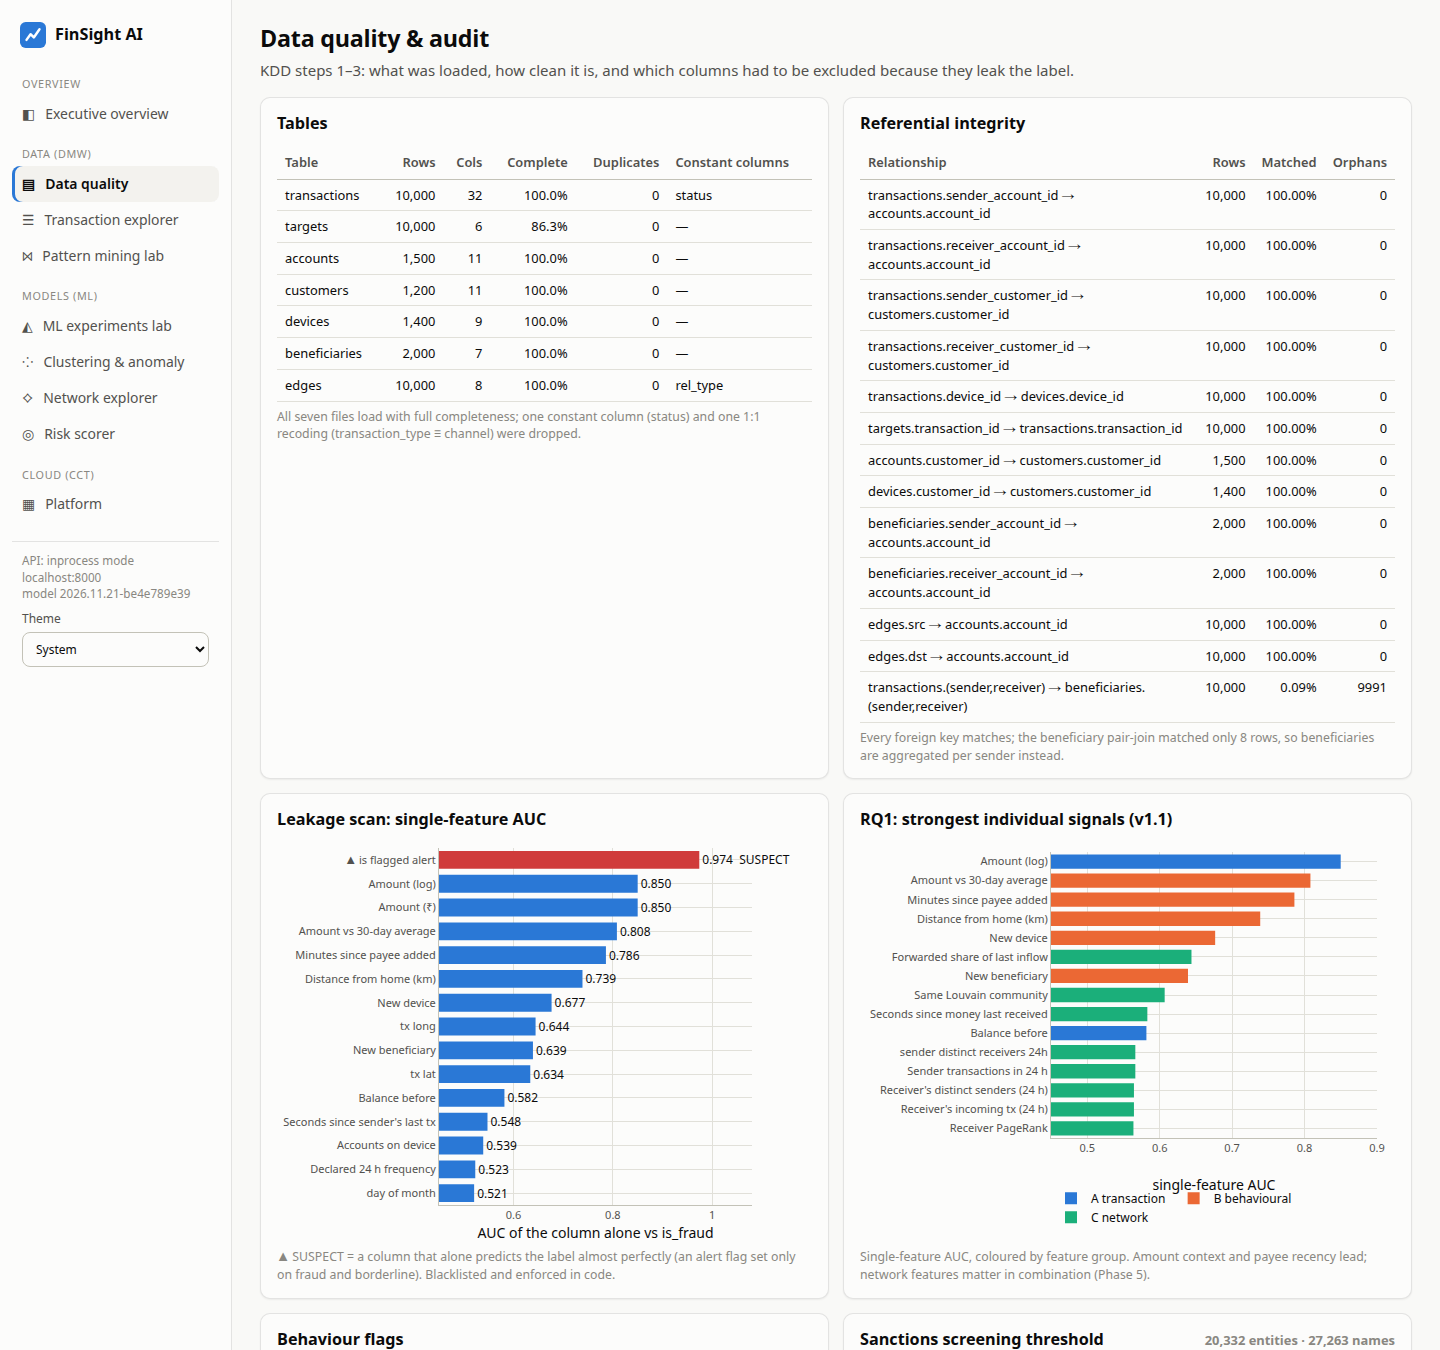 FinSight AI
OVERVIEW
Executive overview
DATA (DMW)
Data quality
Transaction explorer
Pattern mining lab
MODELS (ML)
ML experiments lab
Clustering & anomaly
Network explorer
Risk scorer
CLOUD (CCT)
Platform
API: inprocess mode
localhost:8000
model 2026.11.21-be4e789e39
Theme
System
Data quality & audit
KDD steps 1–3: what was loaded, how clean it is, and which columns had to be excluded because they leak the label.
Tables
Table Rows Cols Complete Duplicates Constant columns
transactions 10,000 32 100.0% 0 status
targets 10,000 6 86.3% 0 —
accounts 1,500 11 100.0% 0 —
customers 1,200 11 100.0% 0 —
devices 1,400 9 100.0% 0 —
beneficiaries 2,000 7 100.0% 0 —
edges 10,000 8 100.0% 0 rel_type
All seven files load with full completeness; one constant column (status) and one 1:1
recoding (transaction_type ≡ channel) were dropped.
Referential integrity
Relationship Rows Matched Orphans
transactions.sender_account_id → 10,000 100.00% 0
accounts.account_id
transactions.receiver_account_id → 10,000 100.00% 0
accounts.account_id
transactions.sender_customer_id → 10,000 100.00% 0
customers.customer_id
transactions.receiver_customer_id → 10,000 100.00% 0
customers.customer_id
transactions.device_id → devices.device_id 10,000 100.00% 0
targets.transaction_id → transactions.transaction_id 10,000 100.00% 0
accounts.customer_id → customers.customer_id 1,500 100.00% 0
devices.customer_id → customers.customer_id 1,400 100.00% 0
beneficiaries.sender_account_id → 2,000 100.00% 0
accounts.account_id
beneficiaries.receiver_account_id → 2,000 100.00% 0
accounts.account_id
edges.src → accounts.account_id 10,000 100.00% 0
edges.dst → accounts.account_id 10,000 100.00% 0
transactions.(sender,receiver) → beneficiaries. 10,000 0.09% 9991
(sender,receiver)
Every foreign key matches; the beneficiary pair-join matched only 8 rows, so beneficiaries
are aggregated per sender instead.
Leakage scan: single-feature AUC
▲ is flagged alert 0.974 SUSPECT
Amount (log) 0.850
Amount (₹) 0.850
Amount vs 30-day average 0.808
Minutes since payee added 0.786
Distance from home (km) 0.739
New device 0.677
tx long 0.644
New beneficiary 0.639
tx lat 0.634
Balance before 0.582
Seconds since sender's last tx 0.548
Accounts on device 0.539
Declared 24 h frequency 0.523
day of month 0.521
0.6 0.8 1
AUC of the column alone vs is_fraud
▲ SUSPECT = a column that alone predicts the label almost perfectly (an alert flag set only
on fraud and borderline). Blacklisted and enforced in code.
RQ1: strongest individual signals (v1.1)
Amount (log)
Amount vs 30-day average
Minutes since payee added
Distance from home (km)
New device
Forwarded share of last inflow
New beneficiary
Same Louvain community
Seconds since money last received
Balance before
sender distinct receivers 24h
Sender transactions in 24 h
Receiver's distinct senders (24 h)
Receiver's incoming tx (24 h)
Receiver PageRank
0.5 0.6 0.7 0.8 0.9
single-feature AUC
A transaction B behavioural
C network
Single-feature AUC, coloured by feature group. Amount context and payee recency lead;
network features matter in combination (Phase 5).
Behaviour flags
Sanctions screening threshold 20,332 entities · 27,263 names